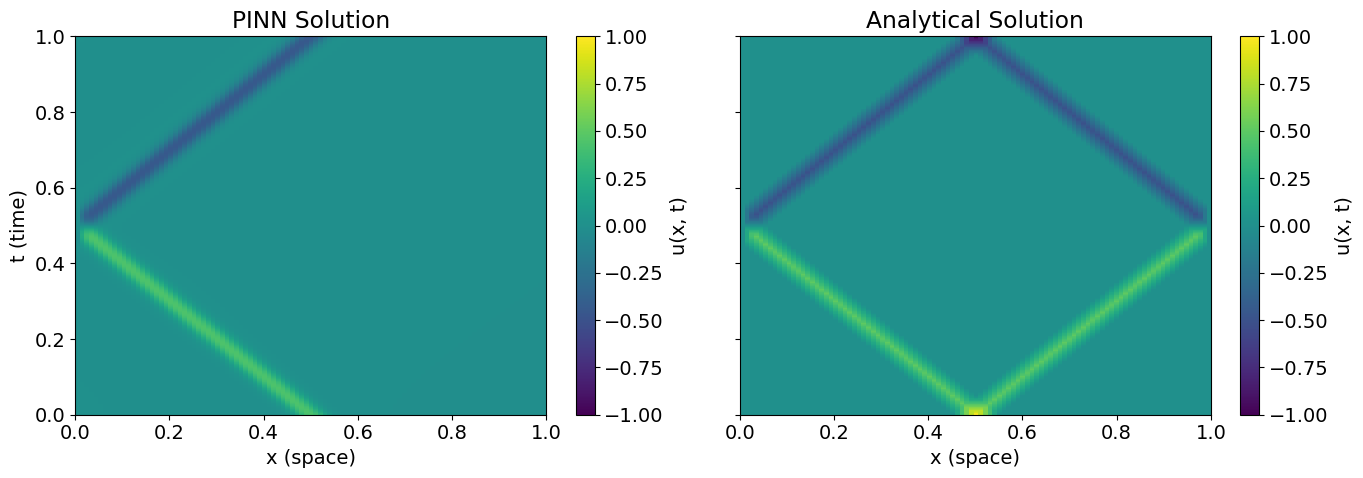 PINN Solution
1.0
0.8
0.6
0.4
0.2
0.0
t (time)
0.0 0.2 0.4 0.6 0.8 1.0
x (space)
1.00
0.75
0.50
0.25
0.00
−0.25
−0.50
−0.75
−1.00
u(x, t)
Analytical Solution
0.0 0.2 0.4 0.6 0.8 1.0
x (space)
1.00
0.75
0.50
0.25
0.00
−0.25
−0.50
−0.75
−1.00
u(x, t)